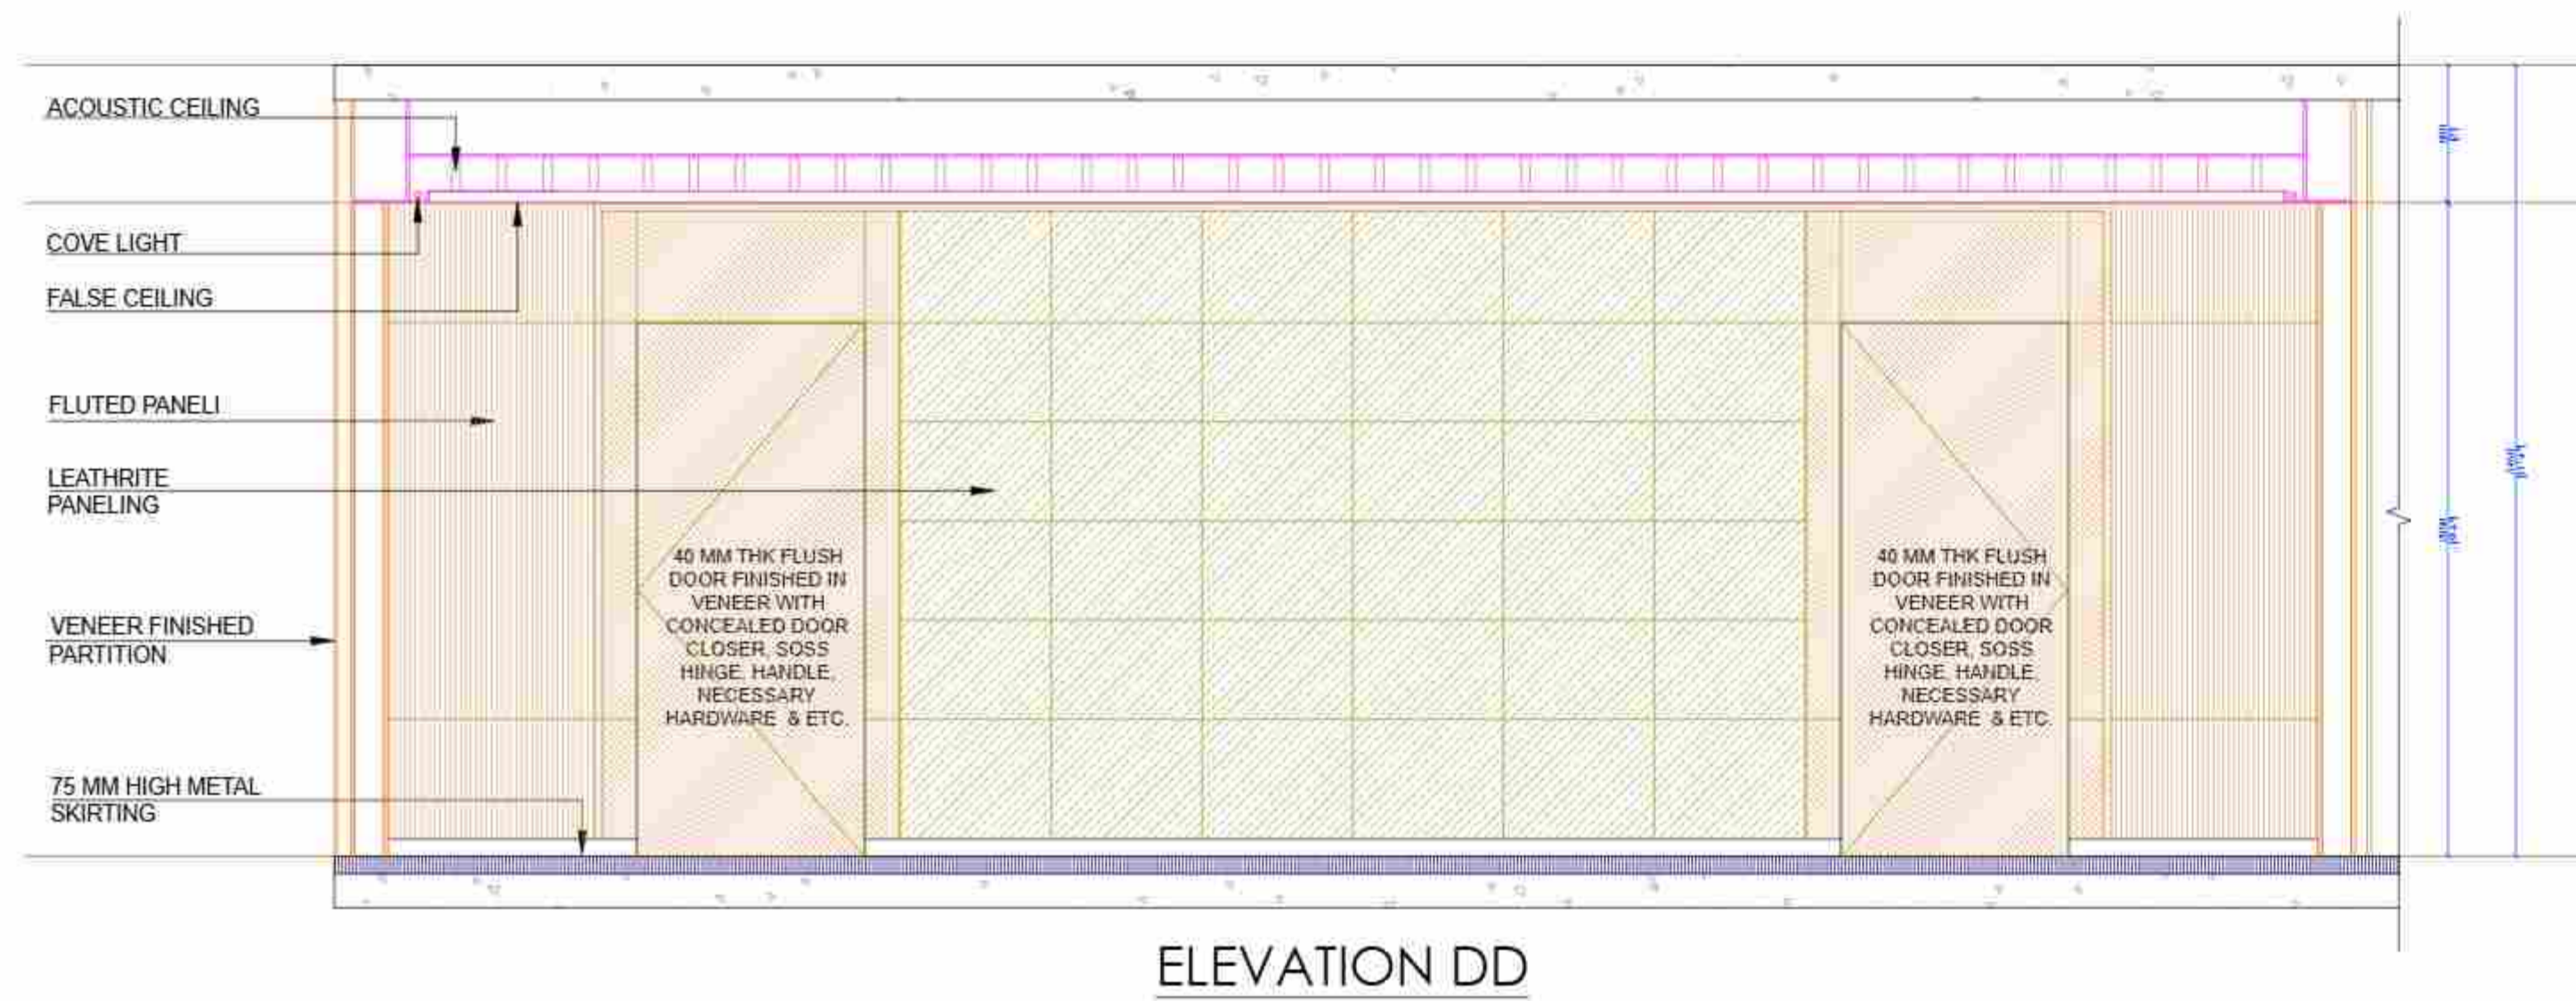 ACOUSTIC CEILING
COVE LIGHT
FALSE CEILING
FLUTED PANELI
LEATHRITE
PANELING
VENEER FINISHED
PARTITION
75 MM HIGH METAL
SKIRTING
40 MM THK FLUSH
DOOR FINISHED IN
VENEER WITH
CONCEALED DOOR
CLOSER, SOSS
HINGE, HANDLE,
NECESSARY
HARDWARE & ETC.
40 MM THK FLUSH
DOOR FINISHED IN
VENEER WITH
CONCEALED DOOR
CLOSER, SOSS
HINGE, HANDLE,
NECESSARY
HARDWARE & ETC.
ELEVATION DD